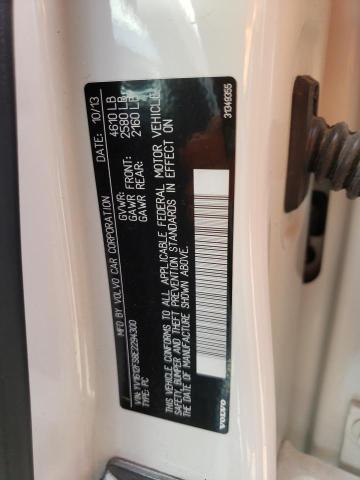 MFD BY VOLVO CAR CORPORATION DATE: 10/13
GVWR: 4610 LB
GAWR FRONT: 2580 LB
GAWR REAR: 2160 LB
VIN: YV1612FS8E2294300
TYPE: PC
THIS VEHICLE CONFORMS TO ALL APPLICABLE FEDERAL MOTOR VEHICLE
SAFETY, BUMPER AND THEFT PREVENTION STANDARDS IN EFFECT ON
THE DATE OF MANUFACTURE SHOWN ABOVE.
VOLVO
31349355